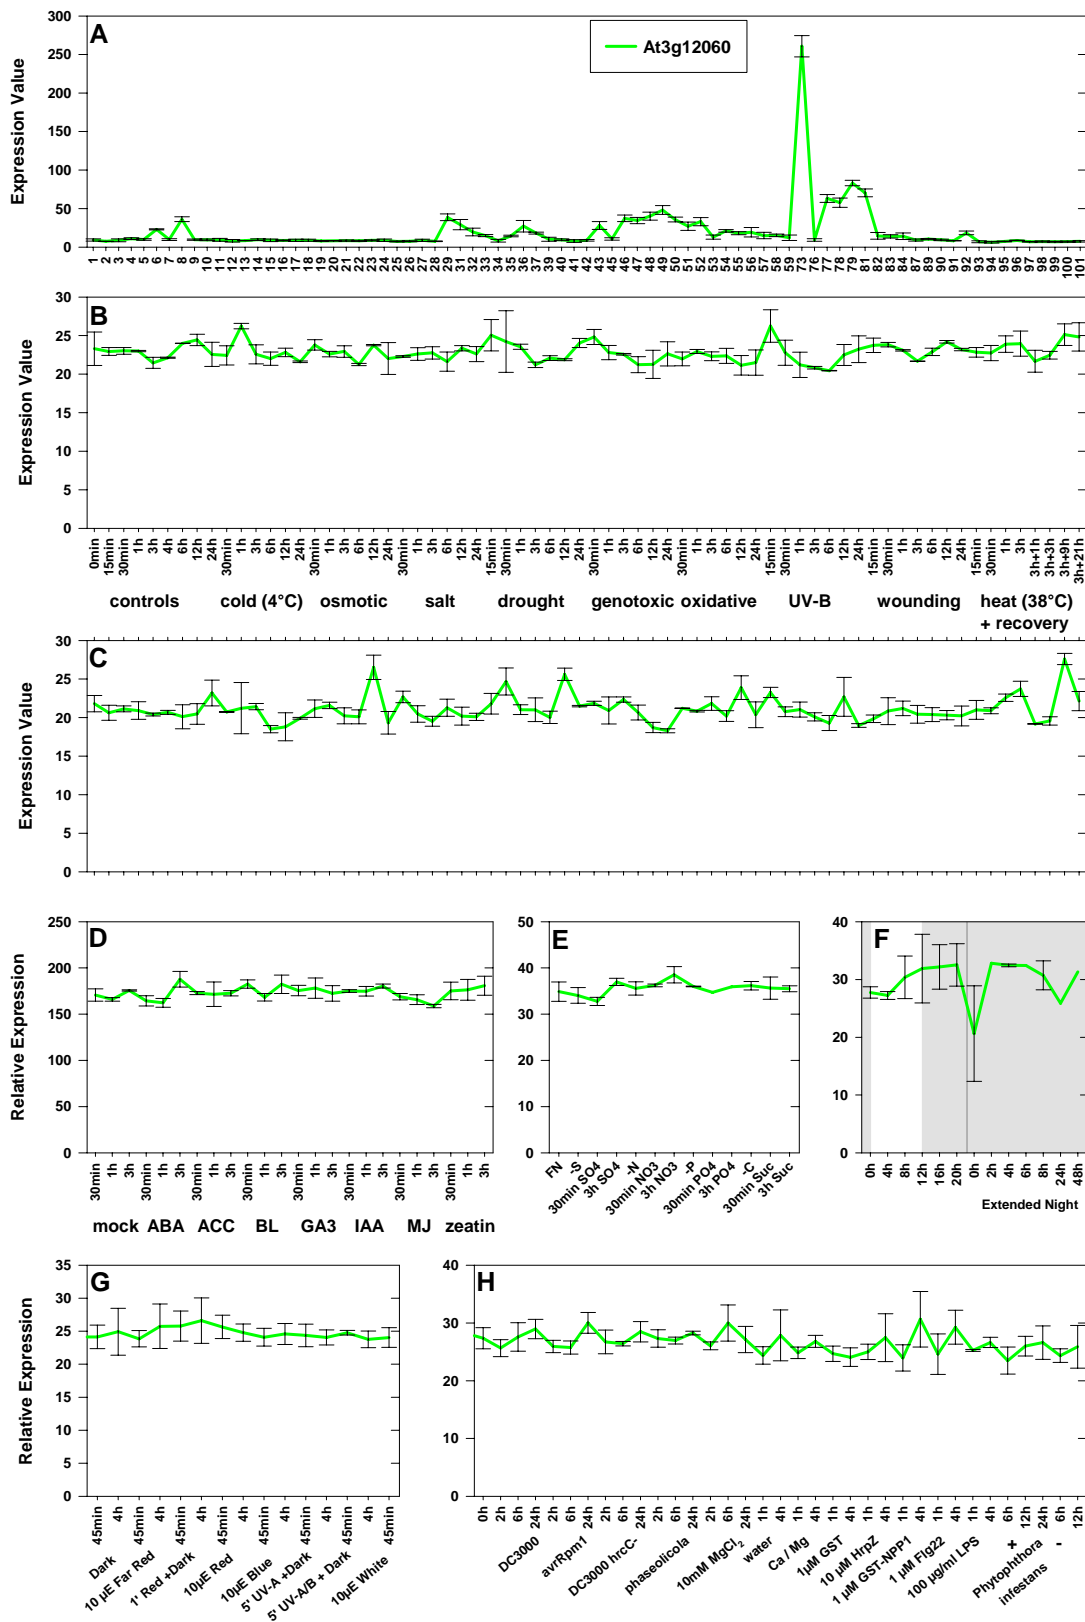 A
At3g12060
Expression Value
300
250
200
150
100
50
0
1 2 3 4 5 6 7 8 9 10 11 12 13 14 15 16 17 18 19 20 21 22 23 24 25 26 27 28 29 31 32 33 34 35 36 37 38 39 40 41 42 43 45 46 47 48 49 50 51 52 53 54 55 56 57 58 59 73 76 77 78 79 81 82 83 84 87 89 90 91 92 93 94 95 96 97 98 99 100 101
B
Expression Value
30
25
20
15
10
5
0
0min 15min 30min 1h 3h 4h 6h 12h 24h 30min 1h 3h 6h 12h 24h 30min 1h 3h 6h 12h 24h 30min 1h 3h 6h 12h 24h 15min 30min 1h 3h 6h 12h 24h 30min 1h 3h 6h 12h 24h 30min 1h 3h 6h 12h 24h 15min 30min 1h 3h 6h 12h 24h 15min 30min 1h 3h 6h 12h 24h 15min 30min 1h 3h 3h+1h 3h+3h 3h+9h 3h+21h
controls cold (4°C) osmotic salt drought genotoxic oxidative UV-B wounding heat (38°C)
+ recovery
C
Expression Value
30
25
20
15
10
5
0
D
Relative Expression
250
200
150
100
50
0
30min 1h 3h 30min 1h 3h 30min 1h 3h 30min 1h 3h 30min 1h 3h 30min 1h 3h 30min 1h 3h 30min 1h 3h
mock ABA ACC BL GA3 IAA MJ zeatin
E
50
40
30
20
10
0
FN -S 30min SO4 3h SO4 -N 30min NO3 3h NO3 -P 30min PO4 3h PO4 -C 30min Suc 3h Suc
F
40
30
20
10
0
0h 4h 8h 12h 16h 20h 0h 2h 4h 6h 8h 24h 48h
Extended Night
G
Relative Expression
35
30
25
20
15
10
5
0
45min 4h 45min 4h 45min 4h 45min 4h 45min 4h 45min 4h 45min 4h 45min
Dark 10 µE Far Red 1' Red +Dark 10µE Red 10µE Blue 5' UV-A +Dark 5' UV-A/B + Dark 10µE White
H
40
30
20
10
0
0h 2h 6h 24h 2h 6h 24h 2h 24h 2h 6h 24h 2h 6h 24h 1h 4h 1h 4h 1h 4h 1h 4h 1h 4h 1h 4h 1h 4h 6h 12h 24h 6h 12h
DC3000 avrRpm1 DC3000 hrcC- phaseolicola 10mM MgCl2 water Ca / Mg 1µM GST 10 µM HrpZ 1 µM GST-NPP1 1 µM Flg22 100 µg/ml LPS + Phytophthora -
infestans